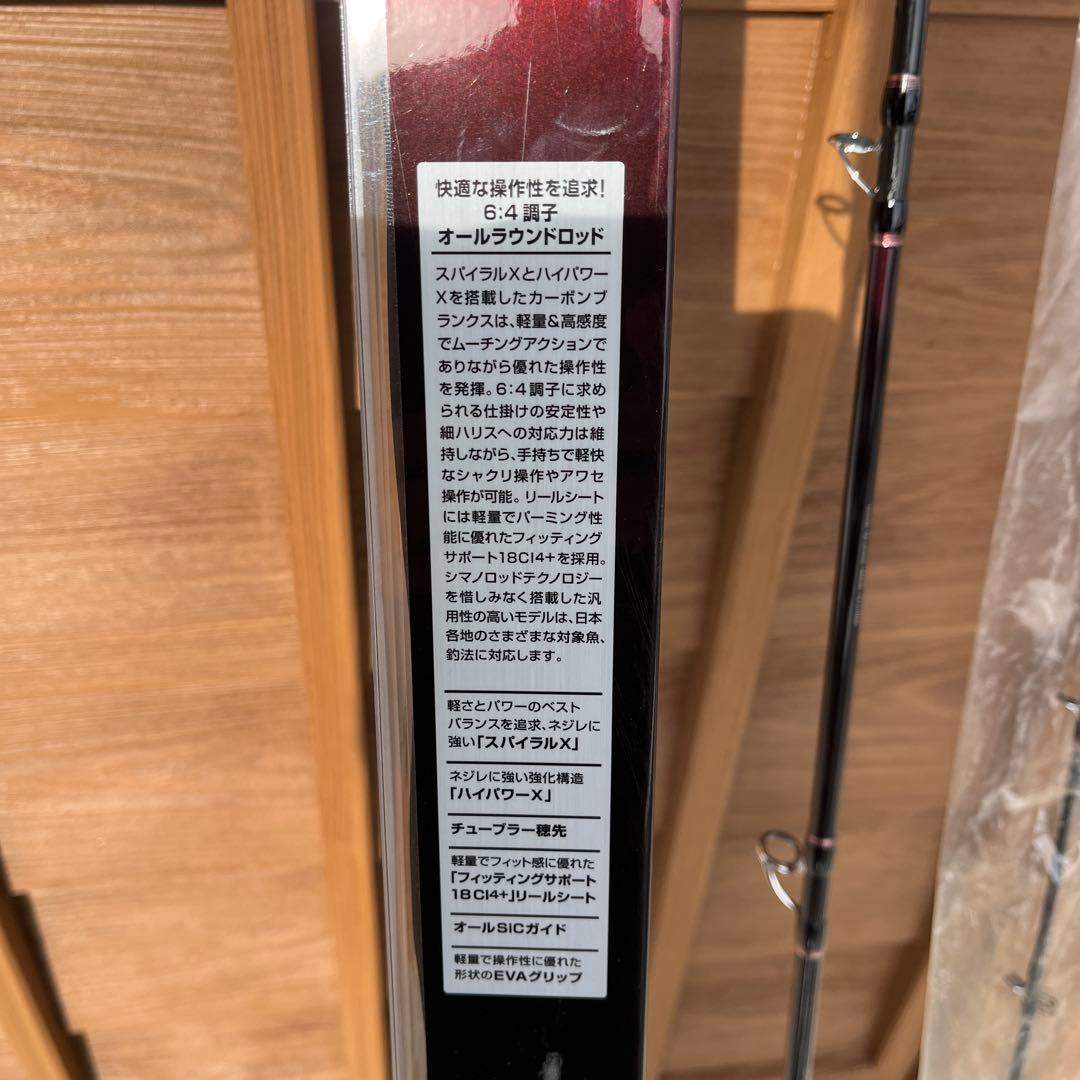 快適な操作性を追求!
6:4調子
オールラウンドロッド
スパイラルXとハイパワー
Xを搭載したカーボンブ
ランクスは、軽量&高感度
でムーチングアクションで
ありながら優れた操作性
を発揮。6:4調子に求め
られる仕掛けの安定性や
細ハリスへの対応力は維
持しながら、手持ちで軽快
なシャクリ操作やアワセ
操作が可能。リールシート
には軽量でパーミング性
能に優れたフィッティング
サポート18CI4+を採用。
シマノロッドテクノロジー
を惜しみなく搭載した汎
用性の高いモデルは、日本
各地のさまざまな対象魚、
釣法に対応します。
軽さとパワーのベスト
バランスを追求、ネジレに
強い「スパイラルX」
ネジレに強い強化構造
「ハイパワーX」
チューブラー穂先
軽量でフィット感に優れた
「フィッティングサポート
18CI4+」リールシート
オールSiCガイド
軽量で操作性に優れた
形状のEVAグリップ